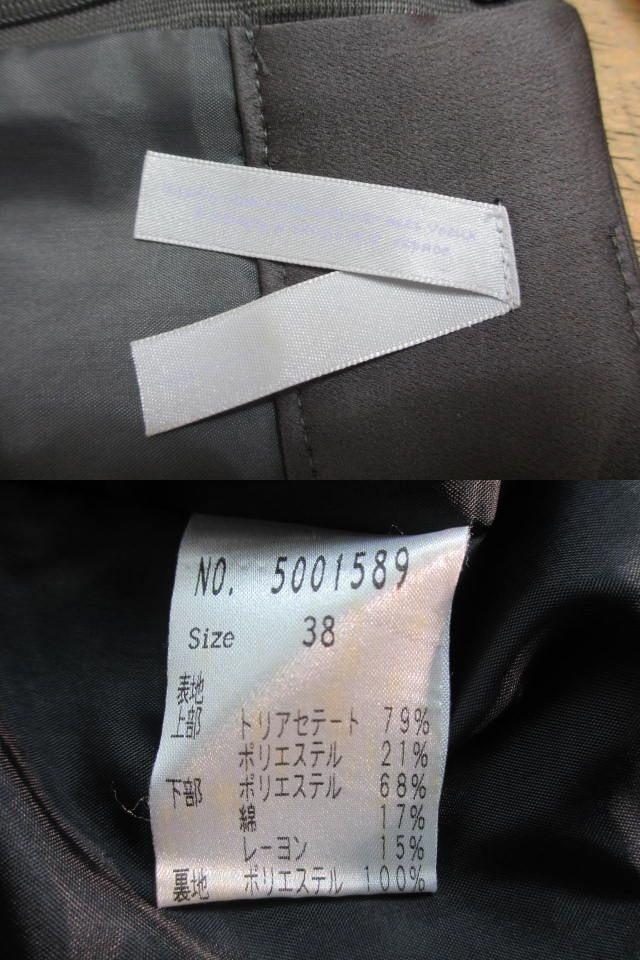 NO. 5001589
Size 38
表地
上部 トリアセテート 79%
ポリエステル 21%
下部 ポリエステル 68%
綿 17%
レーヨン 15%
裏地 ポリエステル 100%